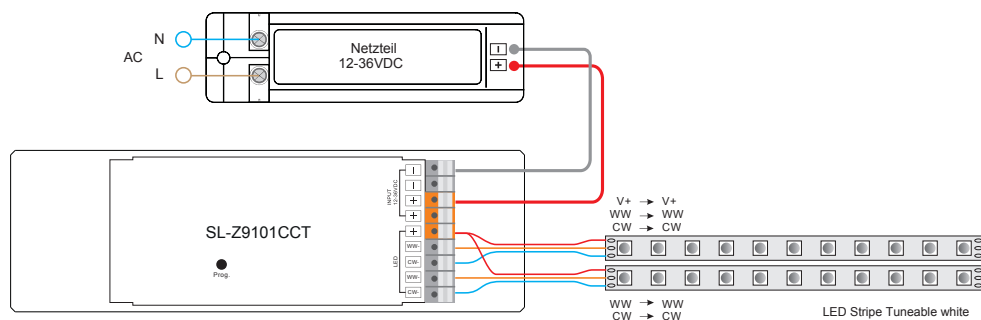 N
AC
L
Netzteil
12-36VDC
−
+
SL-Z9101CCT
Prog.
INPUT
12-36VDC
−
−
+
+
LED
+
WW-
CW-
WW-
CW-
V+ → V+
WW → WW
CW → CW
WW → WW
CW → CW
LED Stripe Tuneable white